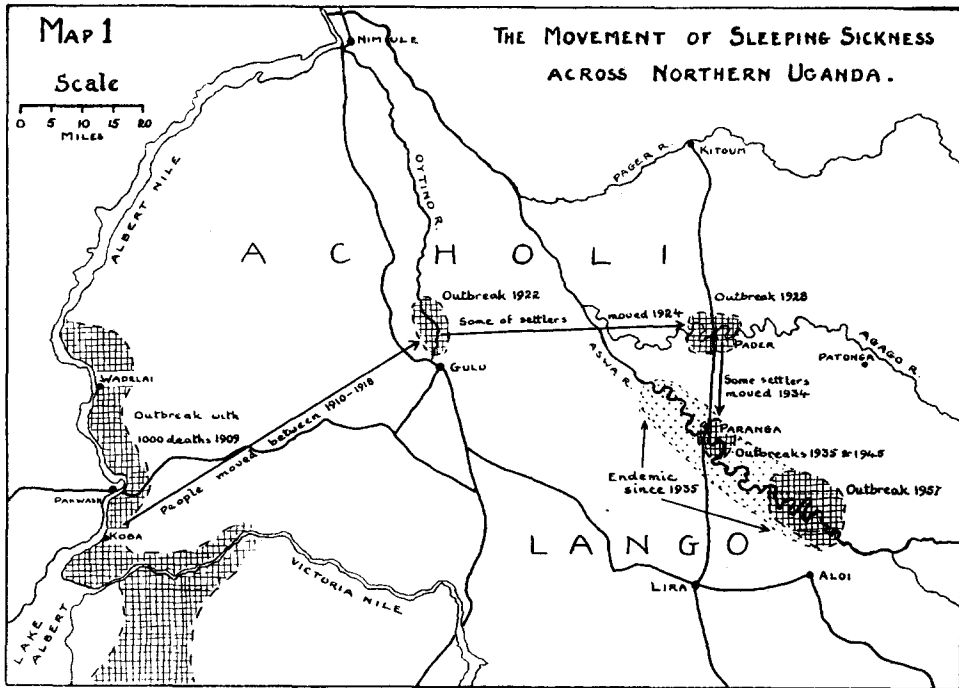 MAP 1
THE MOVEMENT OF SLEEPING SICKNESS
ACROSS NORTHERN UGANDA.
Scale
0 5 10 15 20
MILES
NIMULE
ALBERT NILE
OYTINO R.
PAGER R.
KITGUM
ACHOLI
Outbreak 1922
Some of settlers
moved 1924
Outbreak 1928
PADER
AGAGO R.
PATONGA
ASWA R.
GULU
WADELAI
Outbreak with
1000 deaths 1909
People moved between 1910-1918
Some settlers
moved 1934
PARANGA
Outbreaks 1935 & 1945
Endemic
since 1935
Outbreak 1957
PAKWACH
KOBA
LANGO
VICTORIA NILE
LIRA
ALOI
LAKE
ALBERT